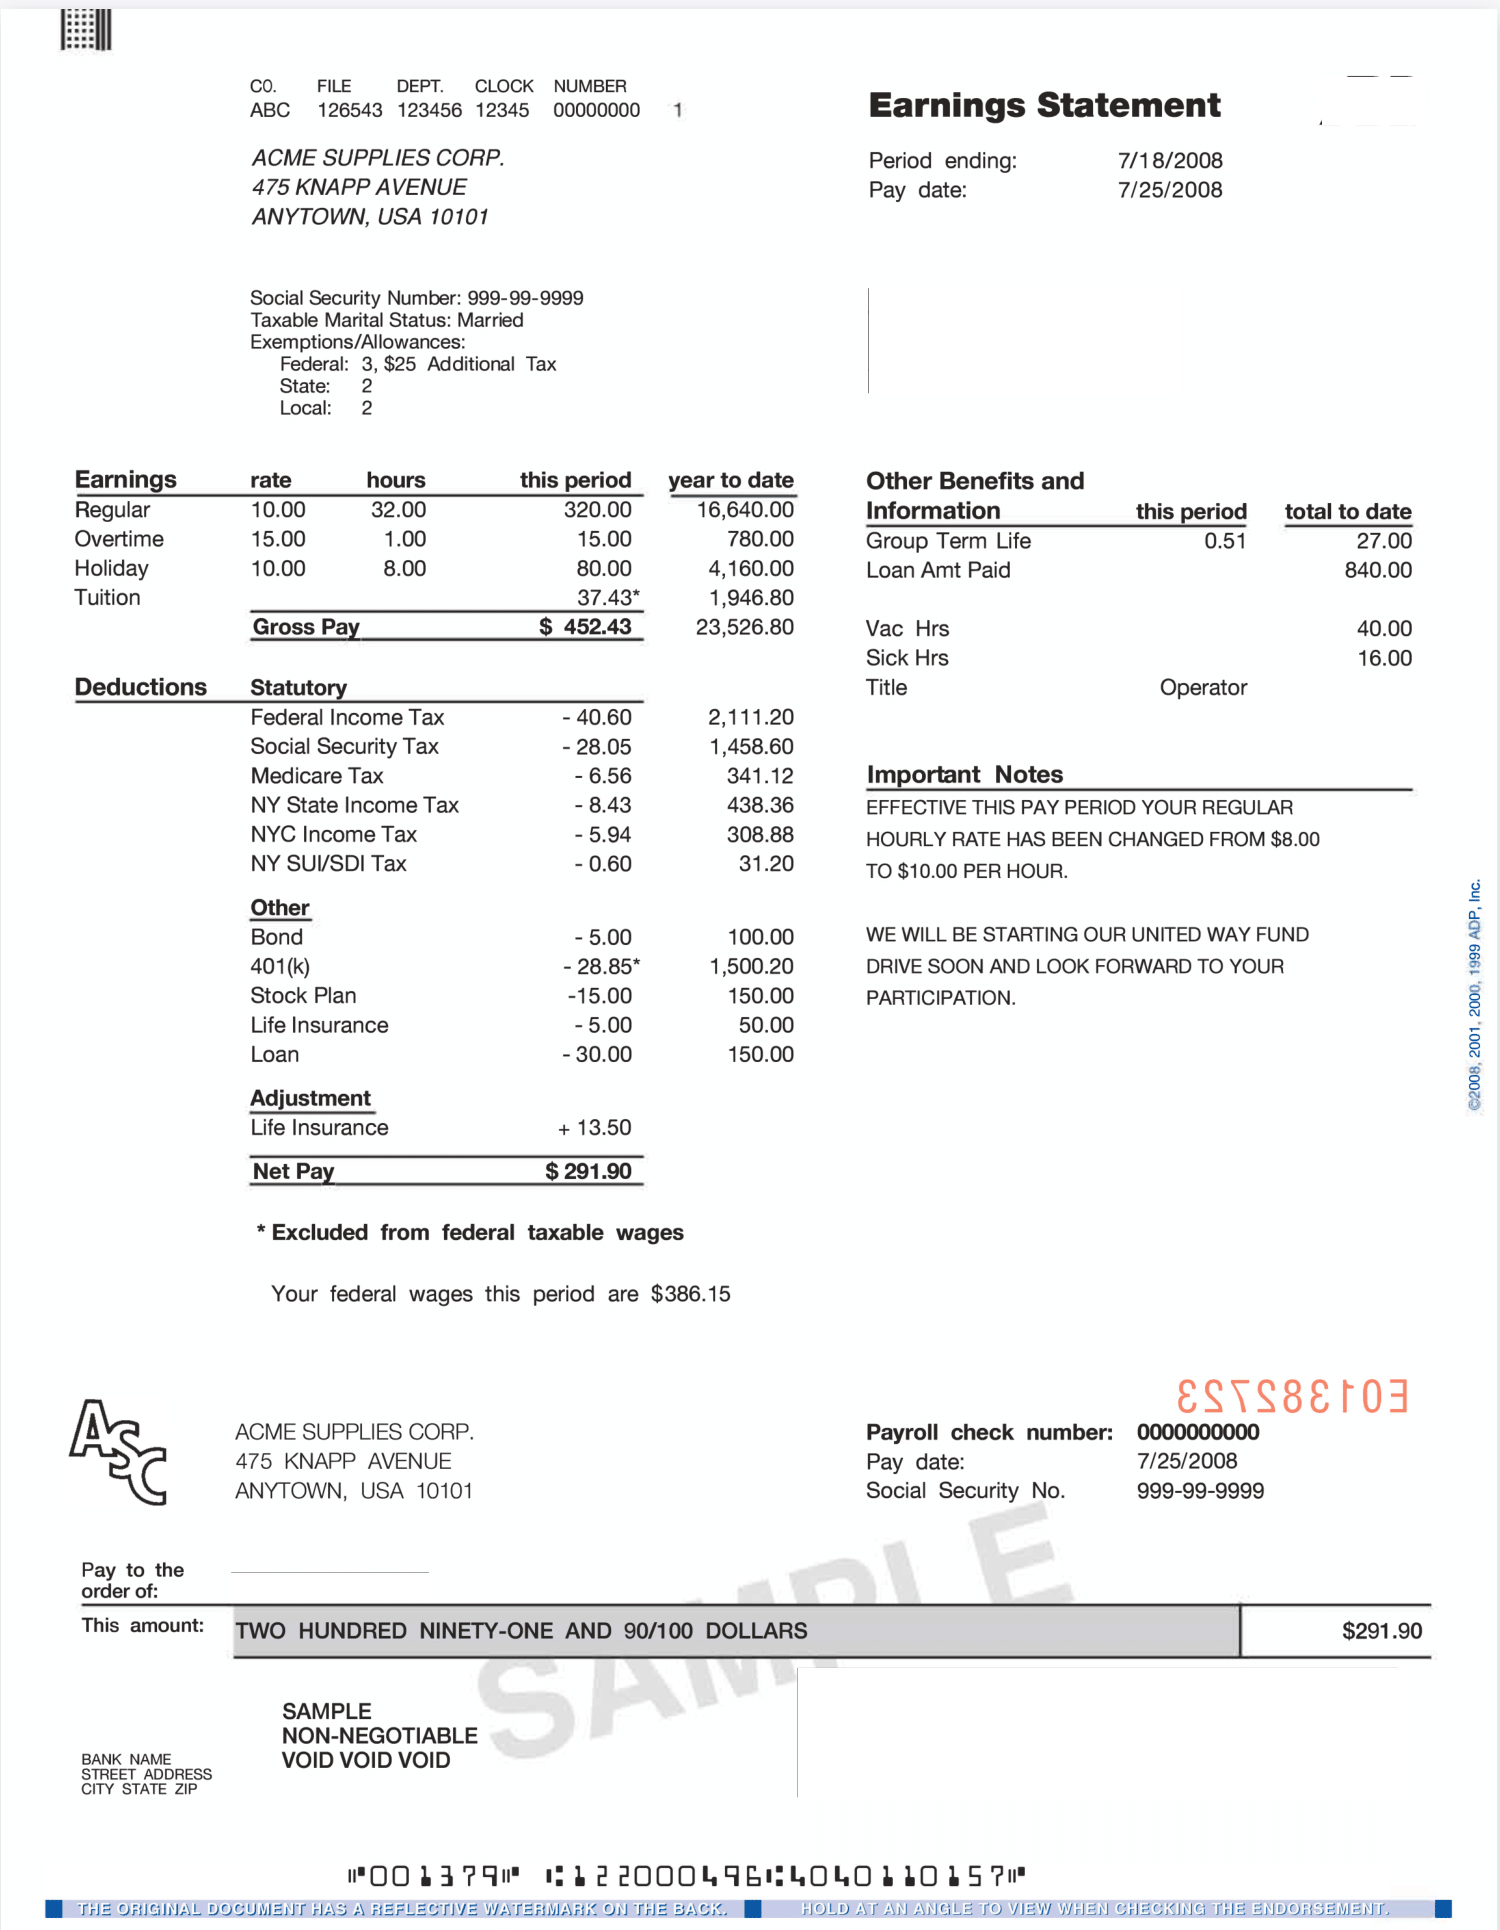 CO. FILE DEPT. CLOCK NUMBER
ABC 126543 123456 12345 00000000 1
Earnings Statement
ACME SUPPLIES CORP.
475 KNAPP AVENUE
ANYTOWN, USA 10101
Period ending: 7/18/2008
Pay date: 7/25/2008
Social Security Number: 999-99-9999
Taxable Marital Status: Married
Exemptions/Allowances:
Federal: 3, $25 Additional Tax
State: 2
Local: 2
Earnings rate hours this period year to date
Regular 10.00 32.00 320.00 16,640.00
Overtime 15.00 1.00 15.00 780.00
Holiday 10.00 8.00 80.00 4,160.00
Tuition 37.43* 1,946.80
Gross Pay $ 452.43 23,526.80
Deductions Statutory
Federal Income Tax - 40.60 2,111.20
Social Security Tax - 28.05 1,458.60
Medicare Tax - 6.56 341.12
NY State Income Tax - 8.43 438.36
NYC Income Tax - 5.94 308.88
NY SUI/SDI Tax - 0.60 31.20
Other
Bond - 5.00 100.00
401(k) - 28.85* 1,500.20
Stock Plan -15.00 150.00
Life Insurance - 5.00 50.00
Loan - 30.00 150.00
Adjustment
Life Insurance + 13.50
Net Pay $ 291.90
* Excluded from federal taxable wages
Your federal wages this period are $386.15
Other Benefits and
Information this period total to date
Group Term Life 0.51 27.00
Loan Amt Paid 840.00
Vac Hrs 40.00
Sick Hrs 16.00
Title Operator
Important Notes
EFFECTIVE THIS PAY PERIOD YOUR REGULAR
HOURLY RATE HAS BEEN CHANGED FROM $8.00
TO $10.00 PER HOUR.
WE WILL BE STARTING OUR UNITED WAY FUND
DRIVE SOON AND LOOK FORWARD TO YOUR
PARTICIPATION.
©2008, 2001, 2000, 1999 ADP, Inc.
E01382723
ASC
ACME SUPPLIES CORP.
475 KNAPP AVENUE
ANYTOWN, USA 10101
Payroll check number: 0000000000
Pay date: 7/25/2008
Social Security No. 999-99-9999
Pay to the
order of:
This amount: TWO HUNDRED NINETY-ONE AND 90/100 DOLLARS $291.90
SAMPLE
SAMPLE
NON-NEGOTIABLE
VOID VOID VOID
BANK NAME
STREET ADDRESS
CITY STATE ZIP
⑈001379⑈ ⑆122000496⑆4040110157⑈
THE ORIGINAL DOCUMENT HAS A REFLECTIVE WATERMARK ON THE BACK. HOLD AT AN ANGLE TO VIEW WHEN CHECKING THE ENDORSEMENT.